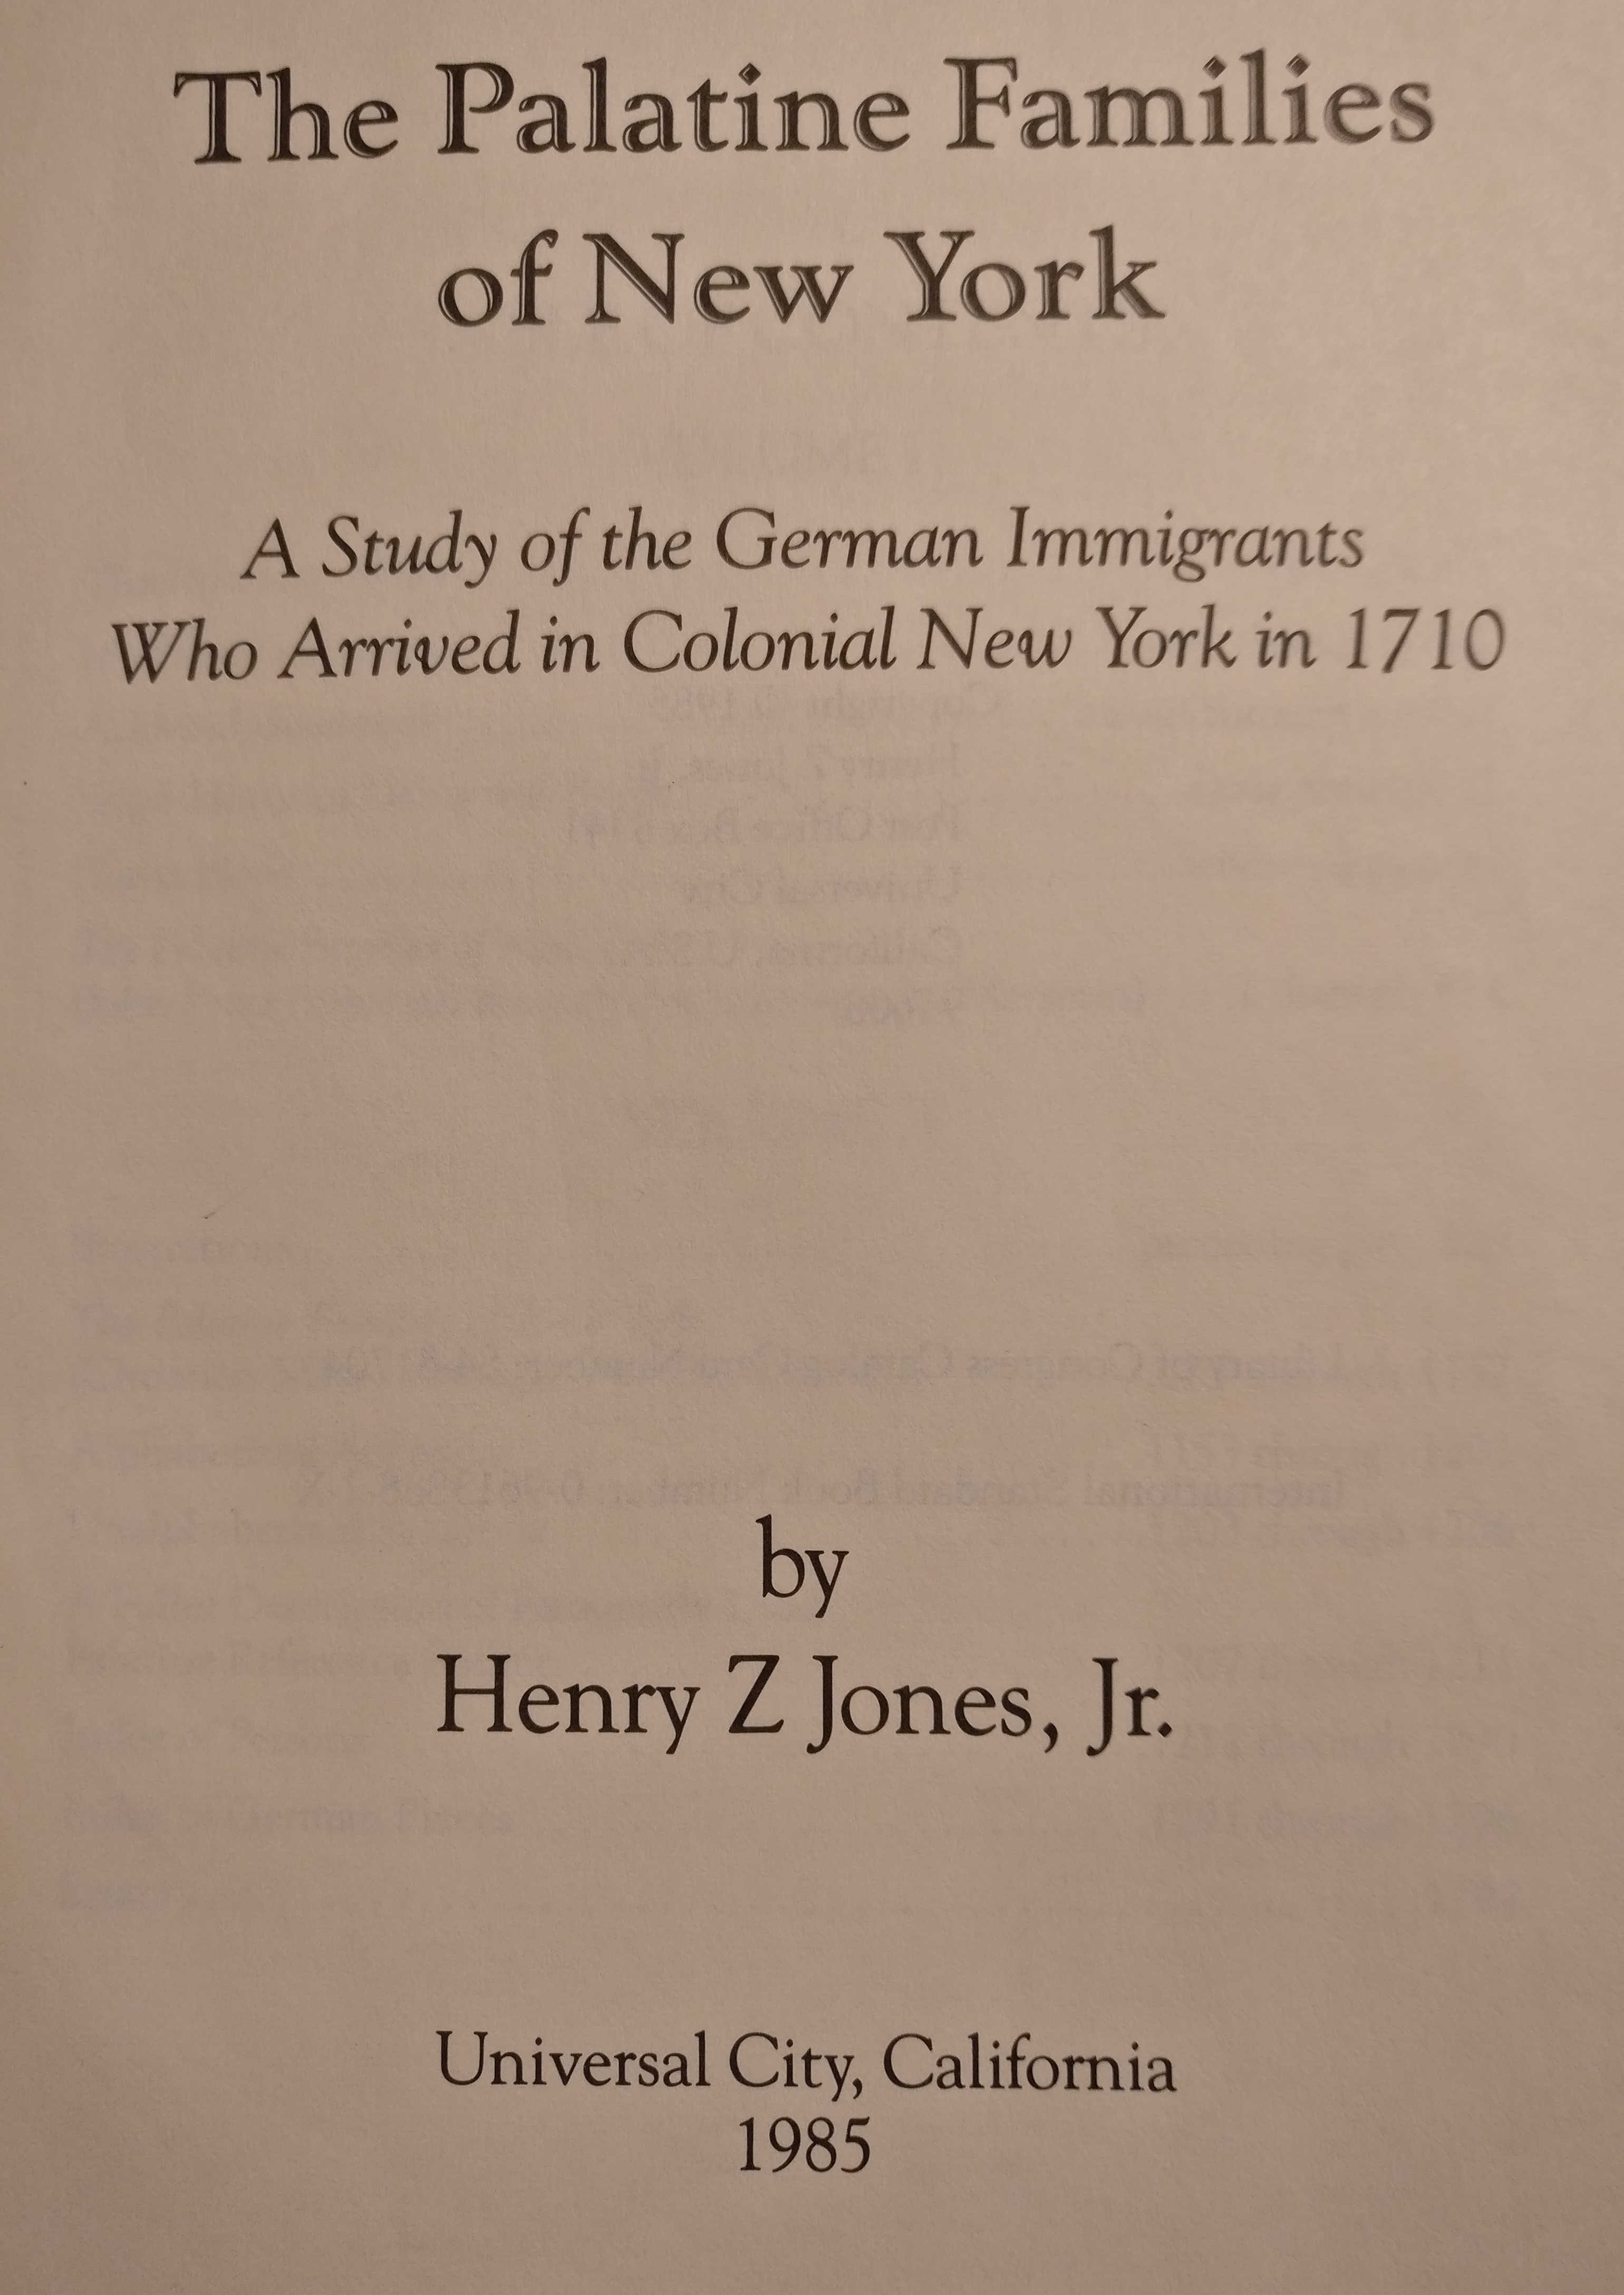 The Palatine Families
of New York
A Study of the German Immigrants
Who Arrived in Colonial New York in 1710
by
Henry Z Jones, Jr.
Universal City, California
1985